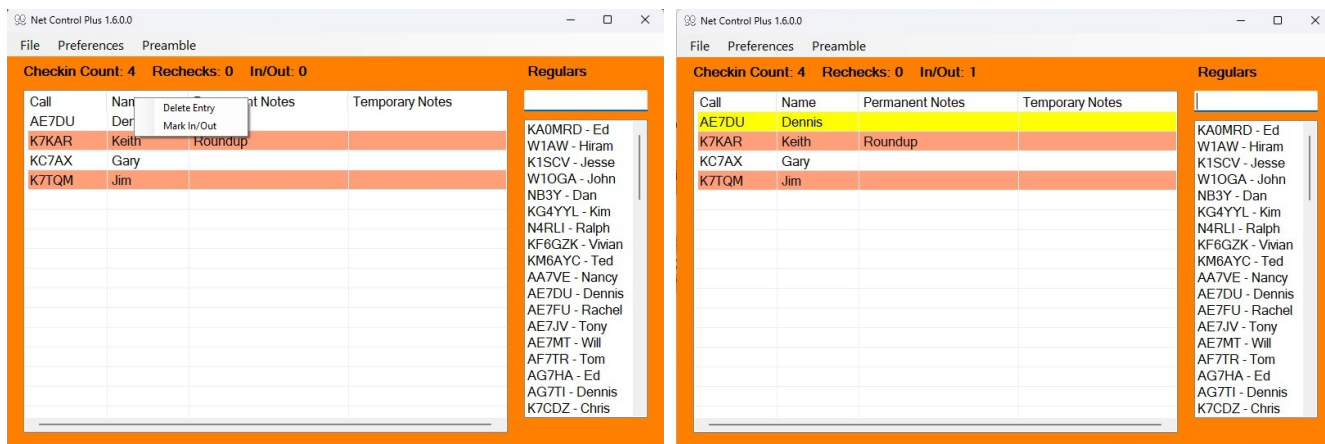 Net Control Plus 1.6.0.0
File Preferences Preamble
Checkin Count: 4 Rechecks: 0 In/Out: 0
Regulars
Call Temporary Notes
Notes
AE7DU
Delete Entry
Mark In/Out
K7KAR Keith Roundup
KC7AX Gary
K7TQM Jim
KA0MRD - Ed
W1AW - Hiram
K1SCV - Jesse
W1OGA - John
NB3Y - Dan
KG4YYL - Kim
N4RLI - Ralph
KF6GZK - Vivian
KM6AYC - Ted
AA7VE - Nancy
AE7DU - Dennis
AE7FU - Rachel
AE7JV - Tony
AE7MT - Will
AF7TR - Tom
AG7HA - Ed
AG7TI - Dennis
K7CDZ - Chris
Net Control Plus 1.6.0.0
File Preferences Preamble
Checkin Count: 4 Rechecks: 0 In/Out: 1
Regulars
Call Name Permanent Notes Temporary Notes
AE7DU Dennis
K7KAR Keith Roundup
KC7AX Gary
K7TQM Jim
KA0MRD - Ed
W1AW - Hiram
K1SCV - Jesse
W1OGA - John
NB3Y - Dan
KG4YYL - Kim
N4RLI - Ralph
KF6GZK - Vivian
KM6AYC - Ted
AA7VE - Nancy
AE7DU - Dennis
AE7FU - Rachel
AE7JV - Tony
AE7MT - Will
AF7TR - Tom
AG7HA - Ed
AG7TI - Dennis
K7CDZ - Chris